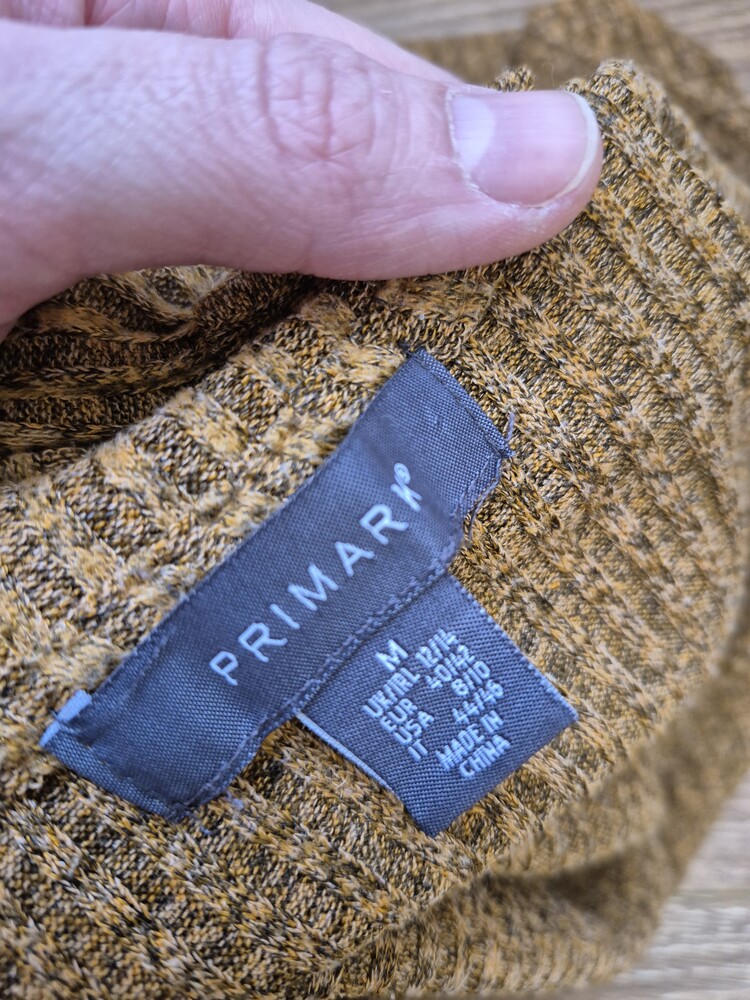 PRIMARK®
M
UK/IRL 12/14
EUR 40/42
USA 8/10
IT 44/46
MADE IN
CHINA